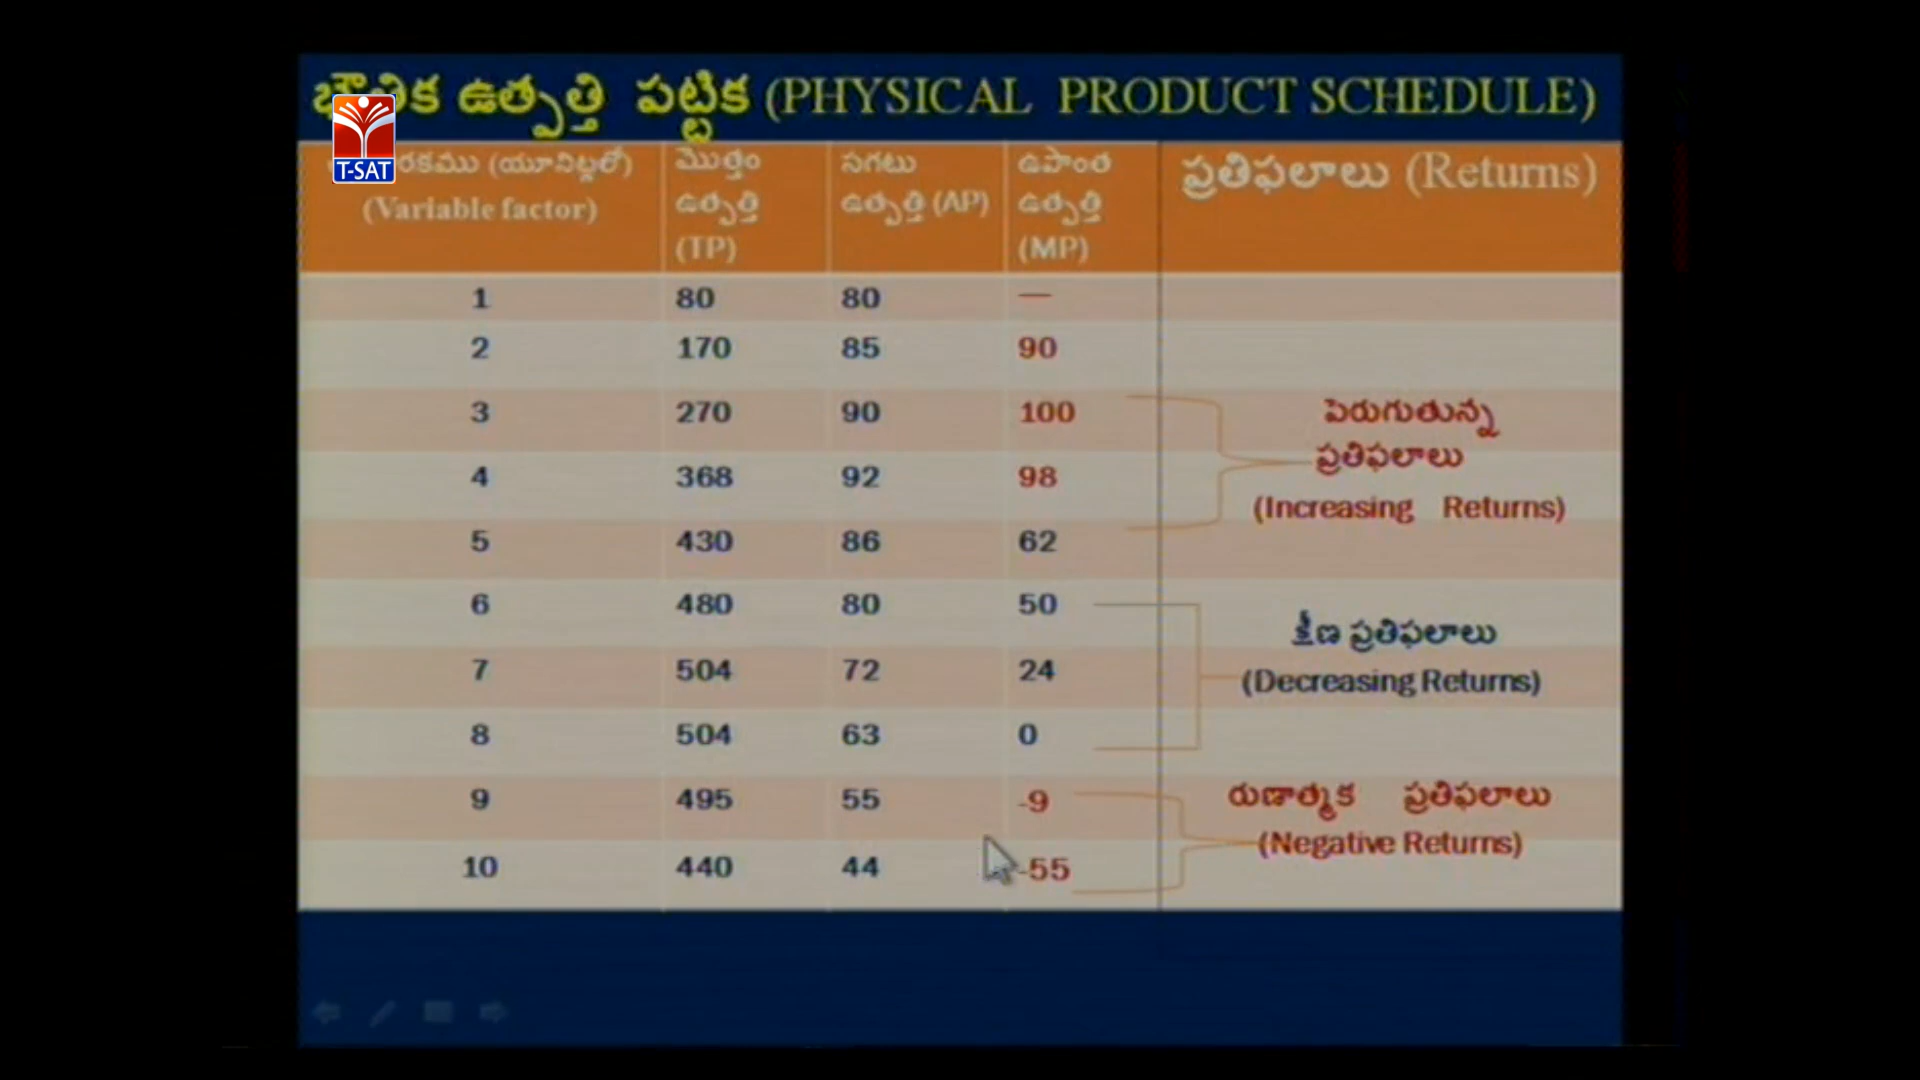 ఉత్పత్తి పట్టిక (PHYSICAL PRODUCT SCHEDULE)
T-SAT
(యూనిట్లలో)
(Variable factor)
మొత్తం
ఉత్పత్తి
(TP)
సగటు
ఉత్పత్తి (AP)
ఉపాంత
ఉత్పత్తి
(MP)
ప్రతిఫలాలు (Returns)
1 80 80 —
2 170 85 90
3 270 90 100
4 368 92 98
5 430 86 62
6 480 80 50
7 504 72 24
8 504 63 0
9 495 55 -9
10 440 44 -55
పెరుగుతున్న
ప్రతిఫలాలు
(Increasing Returns)
క్షీణ ప్రతిఫలాలు
(Decreasing Returns)
రుణాత్మక ప్రతిఫలాలు
(Negative Returns)